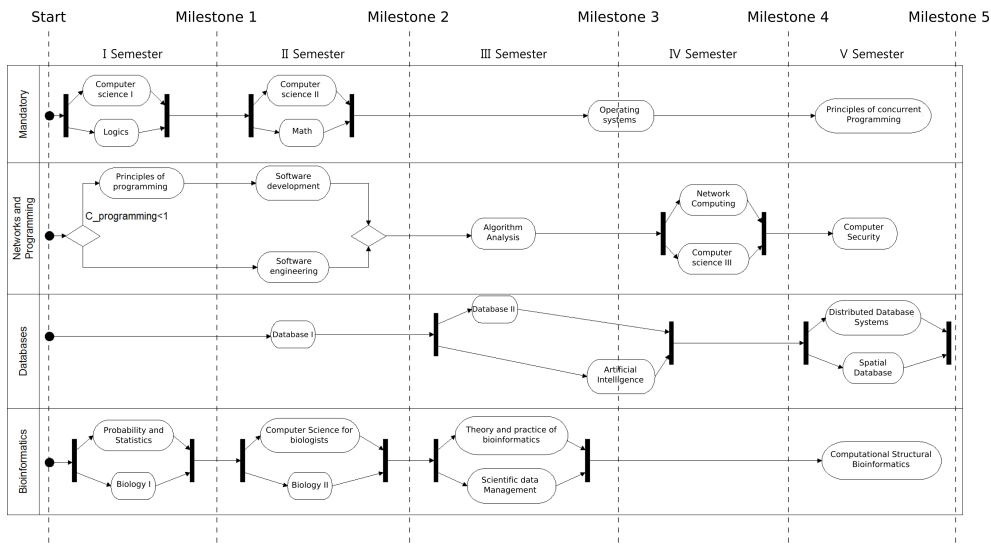 Start
Milestone 1
Milestone 2
Milestone 3
Milestone 4
Milestone 5
I Semester
II Semester
III Semester
IV Semester
V Semester
Mandatory
Computer
science I
Logics
Computer
science II
Math
Operating
systems
Principles of concurrent
Programming
Networks and
Programming
C_programming<1
Principles of
programming
Software
development
Software
engineering
Algorithm
Analysis
Network
Computing
Computer
science III
Computer
Security
Databases
Database I
Database II
Artificial
Intelligence
Distributed Database
Systems
Spatial
Database
Bioinformatics
Probability and
Statistics
Biology I
Computer Science for
biologists
Biology II
Theory and practice of
bioinformatics
Scientific data
Management
Computational Structural
Bioinformatics